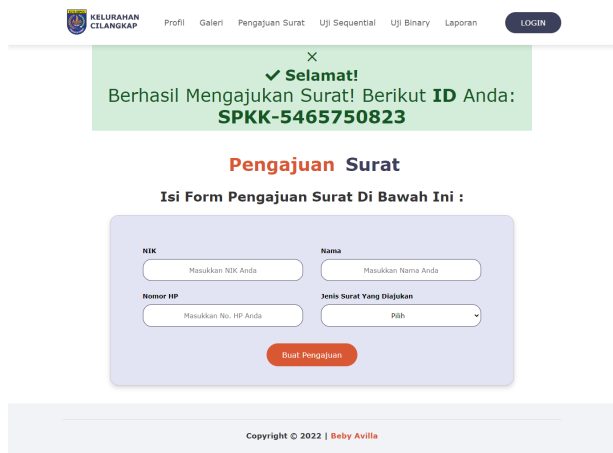 KELURAHAN
CILANGKAP
Profil Galeri Pengajuan Surat Uji Sequential Uji Binary Laporan LOGIN
×
✔ Selamat!
Berhasil Mengajukan Surat! Berikut ID Anda:
SPKK-5465750823
Pengajuan Surat
Isi Form Pengajuan Surat Di Bawah Ini :
NIK Nama
Masukkan NIK Anda Masukkan Nama Anda
Nomor HP Jenis Surat Yang Diajukan
Masukkan No. HP Anda Pilih
Buat Pengajuan
Copyright © 2022 | Beby Avilla